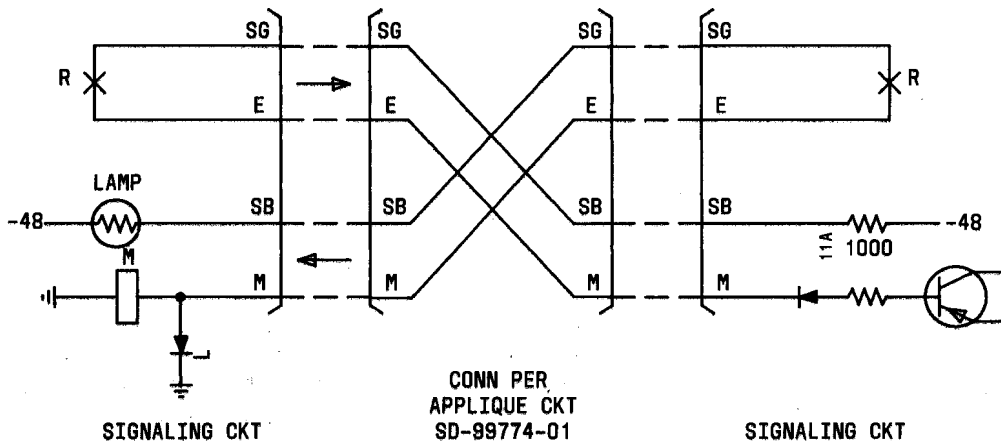 SG SG SG SG
R R
E E E E
LAMP
-48 SB SB SB SB -48
11A 1000
M
M M M M
CONN PER
APPLIQUE CKT
SIGNALING CKT SD-99774-01 SIGNALING CKT